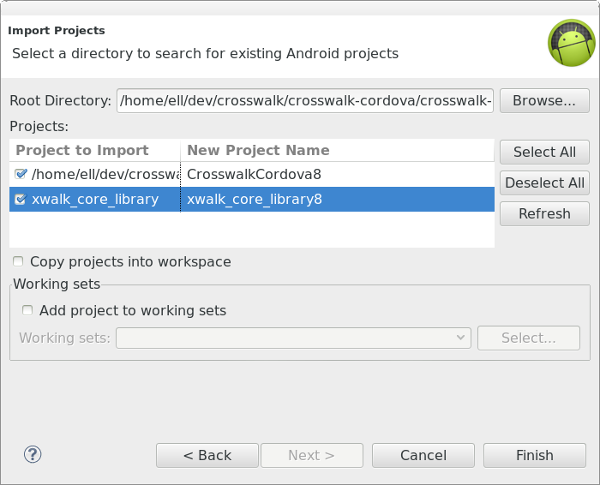 Import Projects
Select a directory to search for existing Android projects
Root Directory: /home/ell/dev/crosswalk/crosswalk-cordova/crosswalk- Browse...
Projects:
Project to Import New Project Name
/home/ell/dev/crosswa CrosswalkCordova8
xwalk_core_library xwalk_core_library8
Select All
Deselect All
Refresh
Copy projects into workspace
Working sets
Add project to working sets
Working sets: Select...
? < Back Next > Cancel Finish